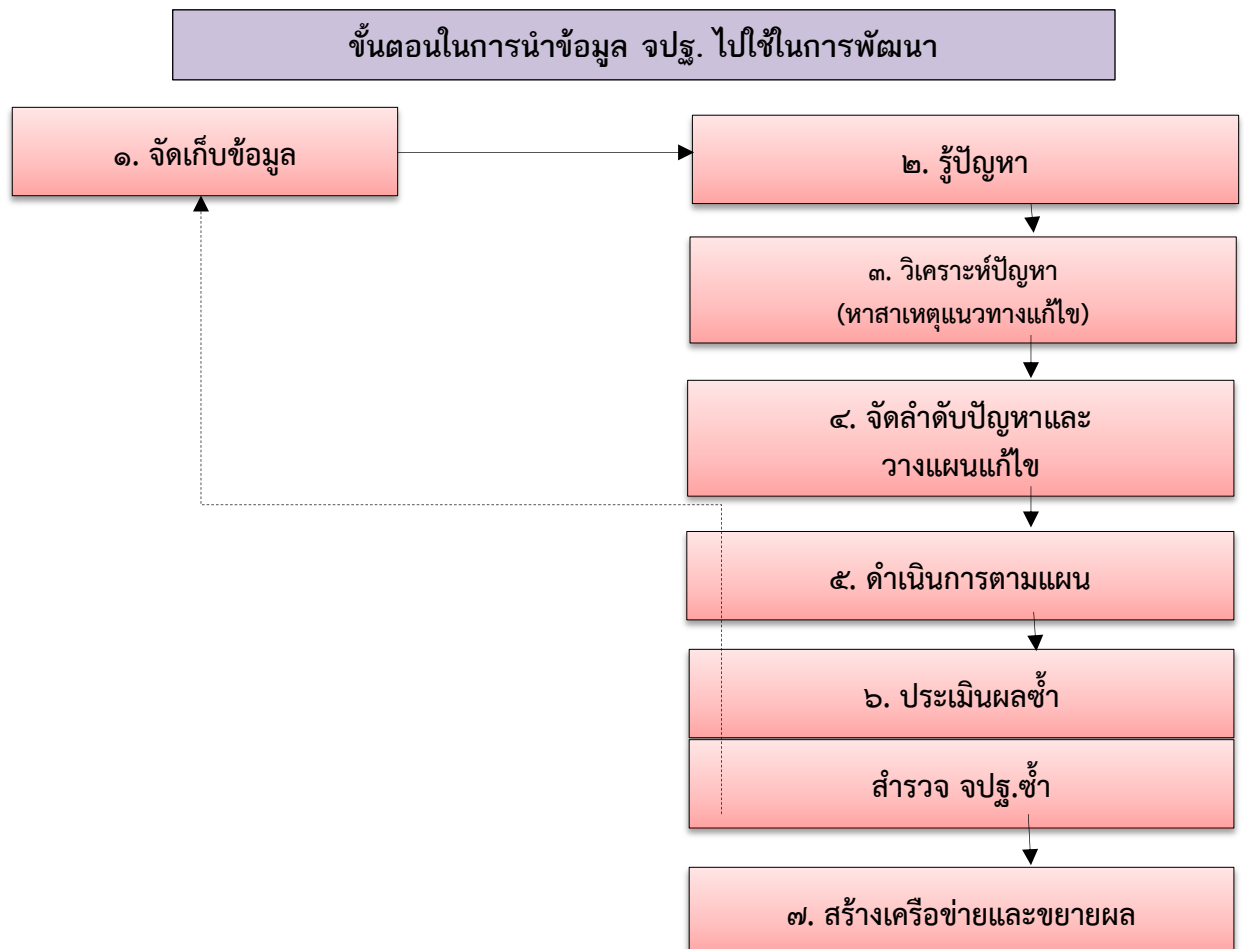 ขั้นตอนในการนำข้อมูล จปฐ. ไปใช้ในการพัฒนา
๑. จัดเก็บข้อมูล
๒. รู้ปัญหา
๓. วิเคราะห์ปัญหา
(หาสาเหตุแนวทางแก้ไข)
๔. จัดลำดับปัญหาและ
วางแผนแก้ไข
๕. ดำเนินการตามแผน
๖. ประเมินผลซ้ำ
สำรวจ จปฐ.ซ้ำ
๗. สร้างเครือข่ายและขยายผล